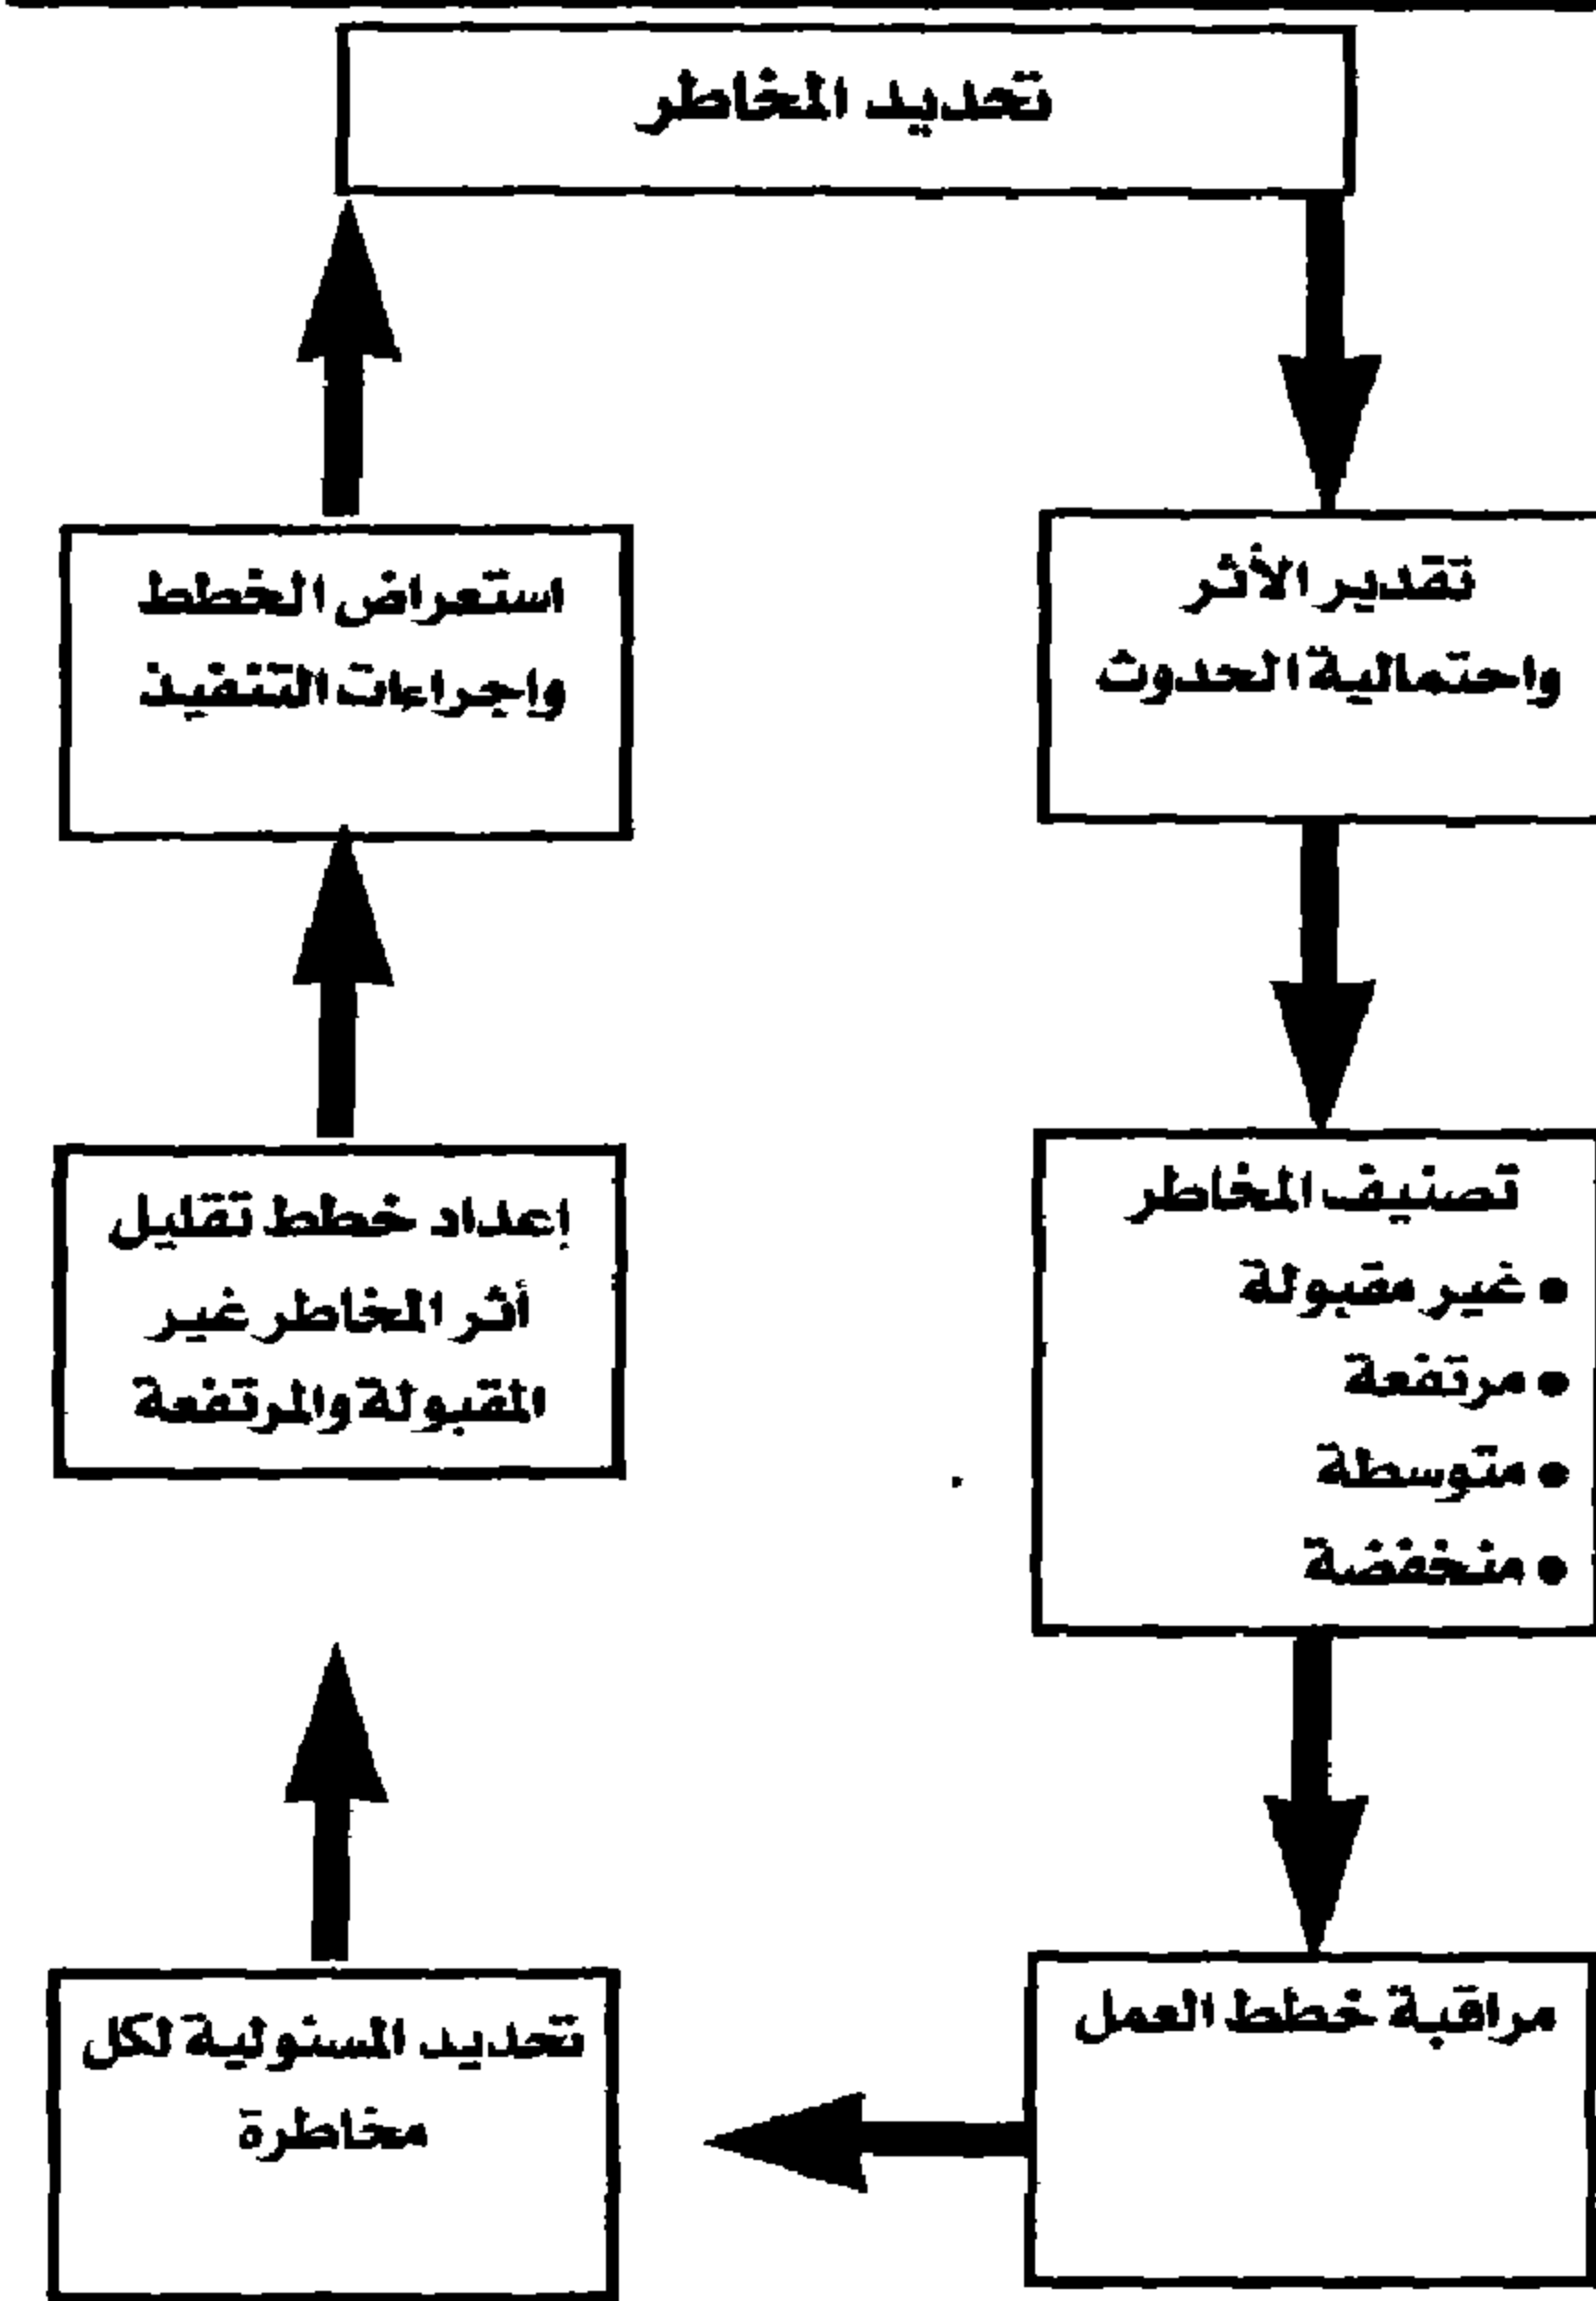 تحديد المخاطر
تقدير الأثر
واحتمالية الحدوث
تصنيف المخاطر
• غير مقبولة
• مرتفعة
• متوسطة
• منخفضة
مراقبة خطط العمل
تحديد المسئولية لكل
مخاطرة
إعداد خطط تقليل
أثر المخاطر غير
المقبولة والمرتفعة
استعراض الخطط
واجراءات التنفيذ